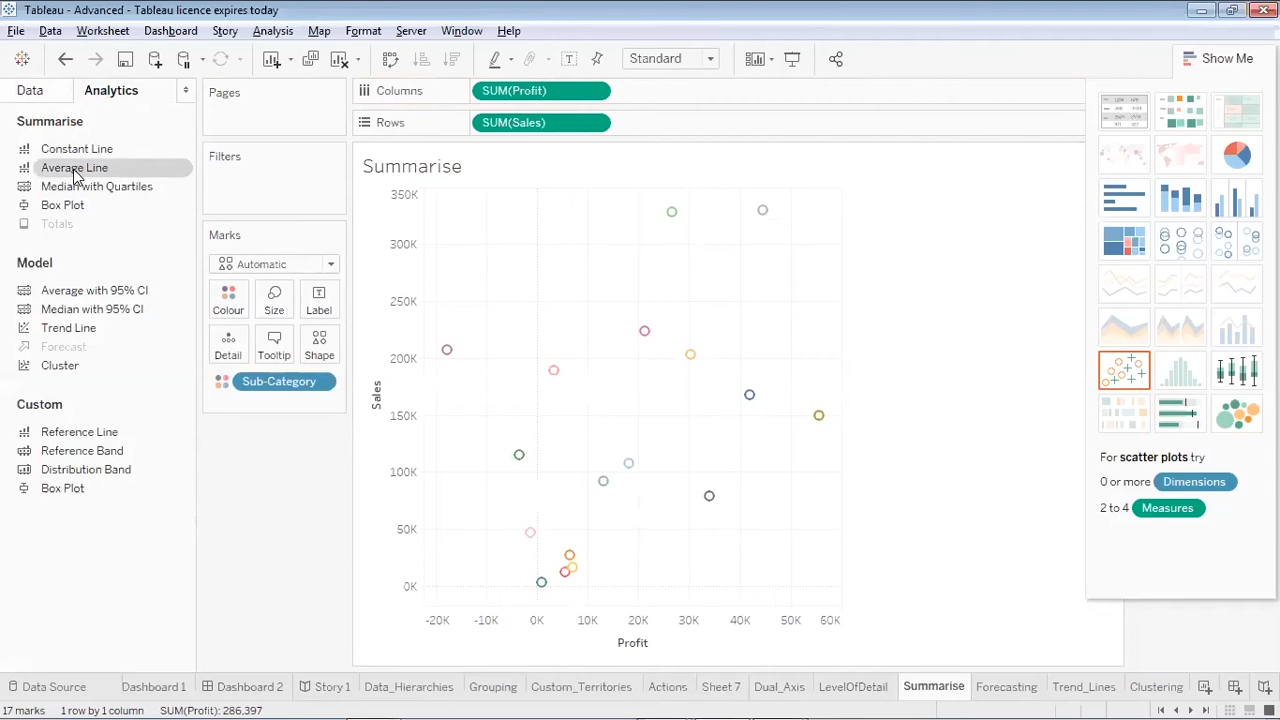 Tableau - Advanced - Tableau licence expires today
File Data Worksheet Dashboard Story Analysis Map Format Server Window Help
Standard
Show Me
Data Analytics
Pages
Columns SUM(Profit)
Rows SUM(Sales)
Summarise
Constant Line
Average Line
Median with Quartiles
Box Plot
Totals
Model
Average with 95% CI
Median with 95% CI
Trend Line
Forecast
Cluster
Custom
Reference Line
Reference Band
Distribution Band
Box Plot
Filters
Marks
Automatic
Colour Size Label
Detail Tooltip Shape
Sub-Category
Summarise
350K
300K
250K
200K
150K
100K
50K
0K
Sales
-20K -10K 0K 10K 20K 30K 40K 50K 60K
Profit
For scatter plots try
0 or more Dimensions
2 to 4 Measures
Data Source Dashboard 1 Dashboard 2 Story 1 Data_Hierarchies Grouping Custom_Territories Actions Sheet 7 Dual_Axis LevelOfDetail Summarise Forecasting Trend_Lines Clustering
17 marks 1 row by 1 column SUM(Profit): 286,397